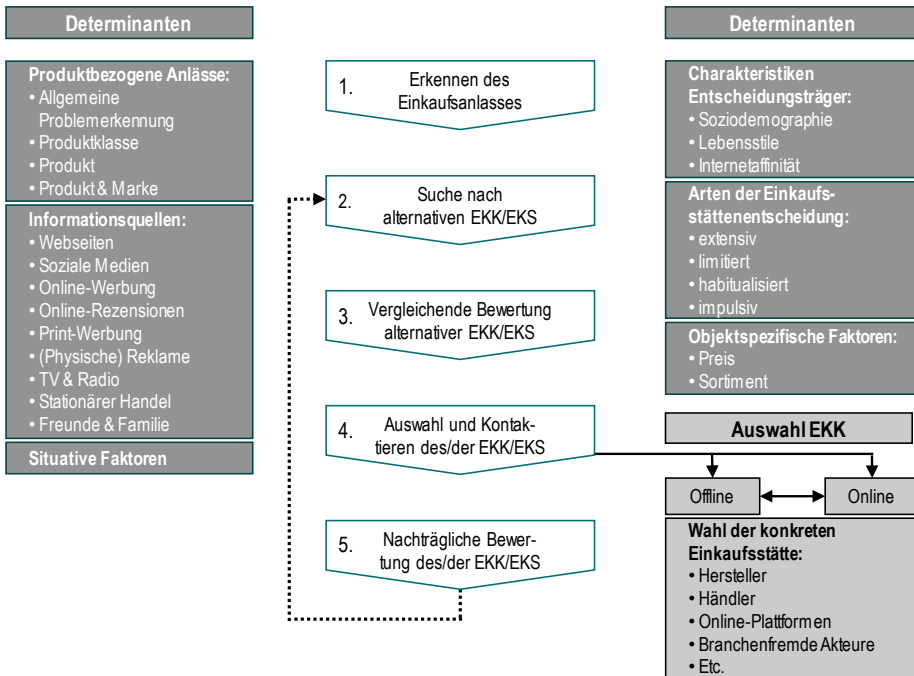 Determinanten
Produktbezogene Anlässe:
• Allgemeine
Problemerkennung
• Produktklasse
• Produkt
• Produkt & Marke
Informationsquellen:
• Webseiten
• Soziale Medien
• Online-Werbung
• Online-Rezensionen
• Print-Werbung
• (Physische) Reklame
• TV & Radio
• Stationärer Handel
• Freunde & Familie
Situative Faktoren
1. Erkennen des
Einkaufsanlasses
2. Suche nach
alternativen EKK/EKS
3. Vergleichende Bewertung
alternativer EKK/EKS
4. Auswahl und Kontak-
tieren des/der EKK/EKS
5. Nachträgliche Bewer-
tung des/der EKK/EKS
Determinanten
Charakteristiken
Entscheidungsträger:
• Soziodemographie
• Lebensstile
• Internetaffinität
Arten der Einkaufs-
stättenentscheidung:
• extensiv
• limitiert
• habitualisiert
• impulsiv
Objektspezifische Faktoren:
• Preis
• Sortiment
Auswahl EKK
Offline
Online
Wahl der konkreten
Einkaufsstätte:
• Hersteller
• Händler
• Online-Plattformen
• Branchenfremde Akteure
• Etc.